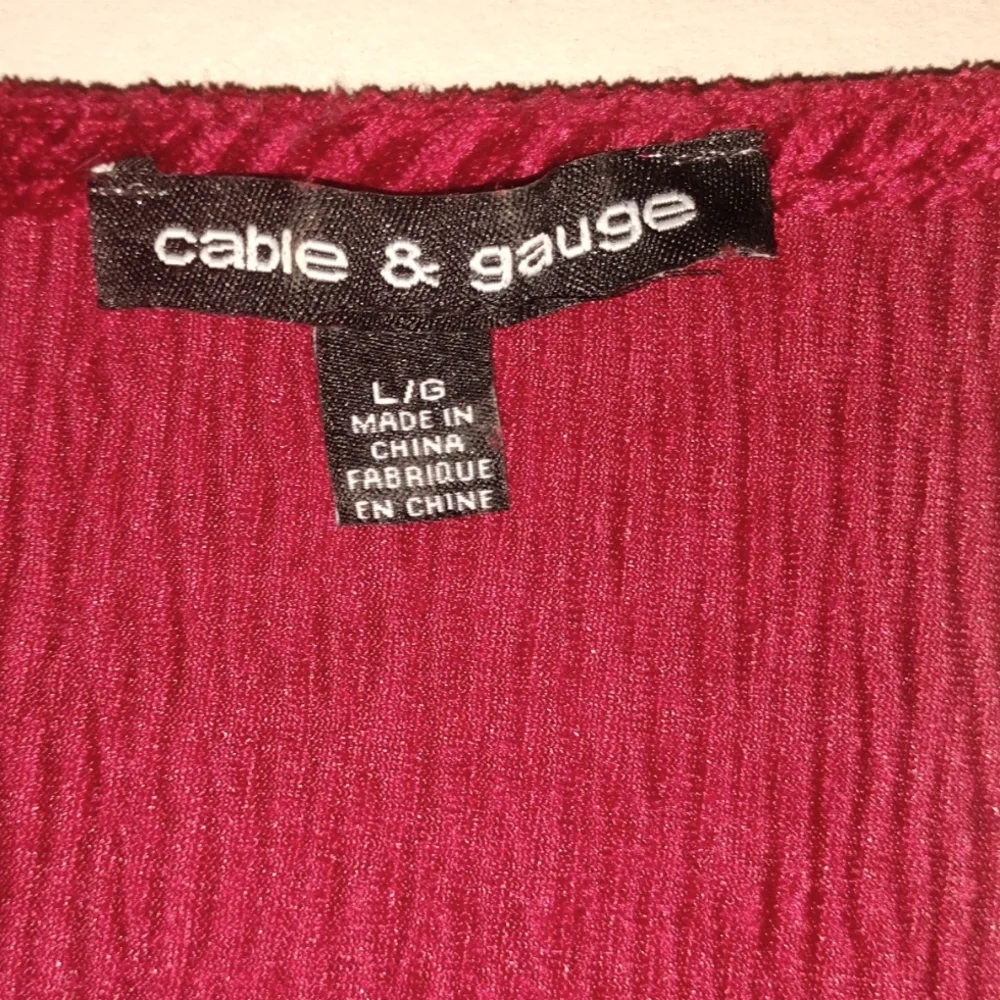 cable & gauge
L/G
MADE IN
CHINA
FABRIQUE
EN CHINE